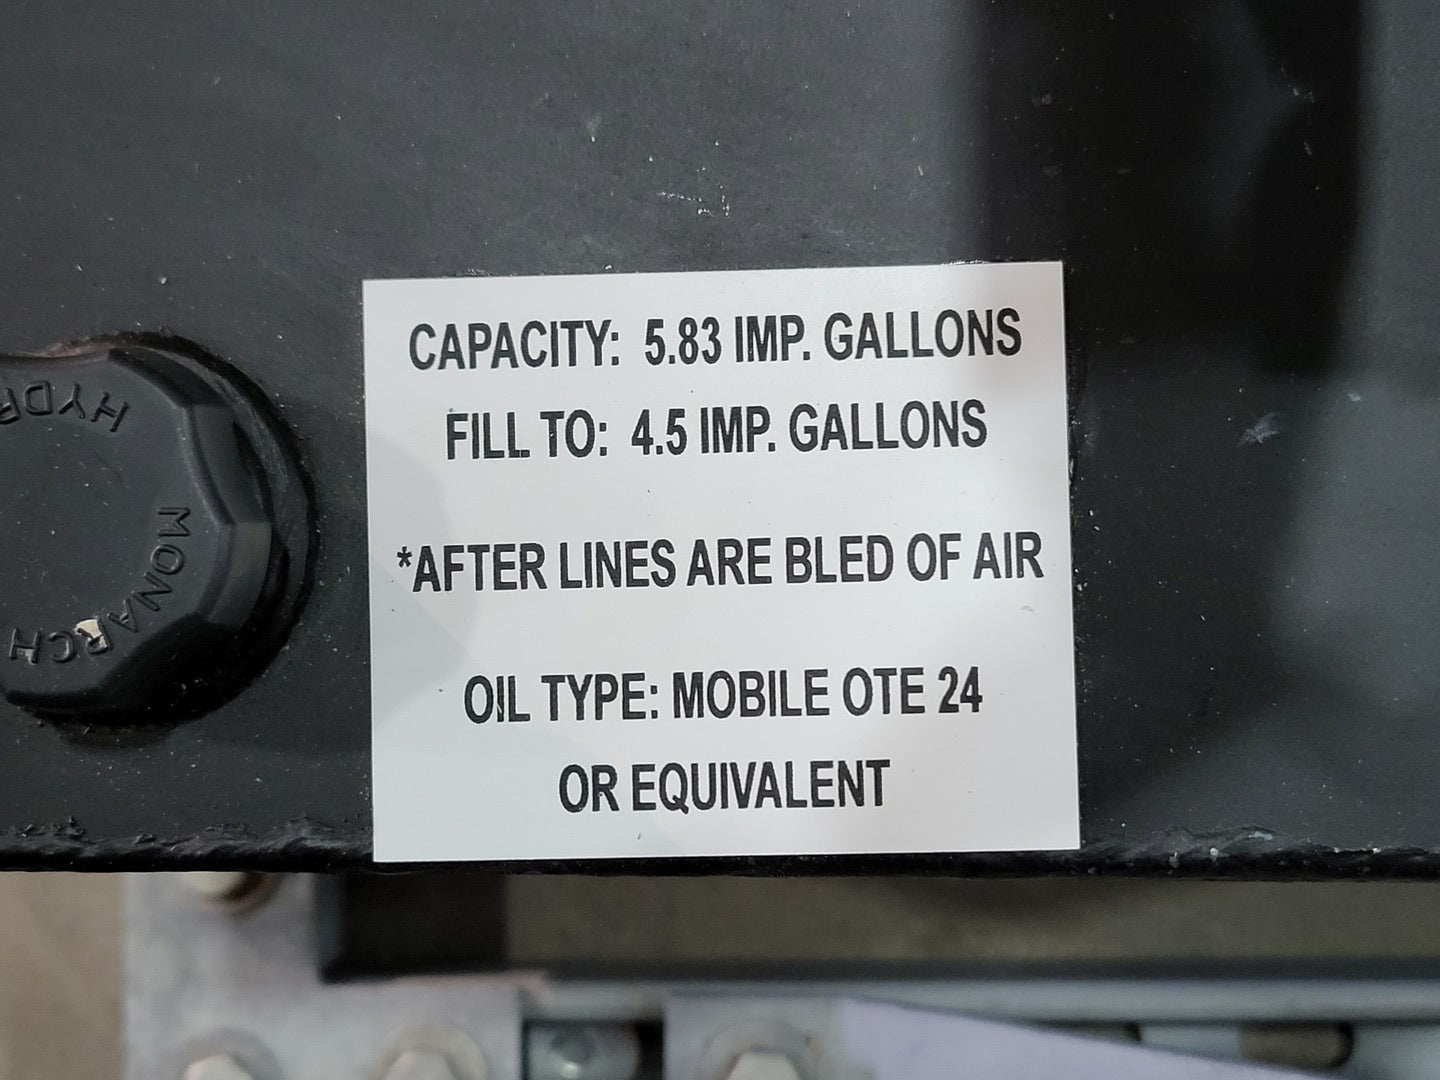 CAPACITY: 5.83 IMP. GALLONS
FILL TO: 4.5 IMP. GALLONS
*AFTER LINES ARE BLED OF AIR
OIL TYPE: MOBILE OTE 24
OR EQUIVALENT
HYDR
MONARCH